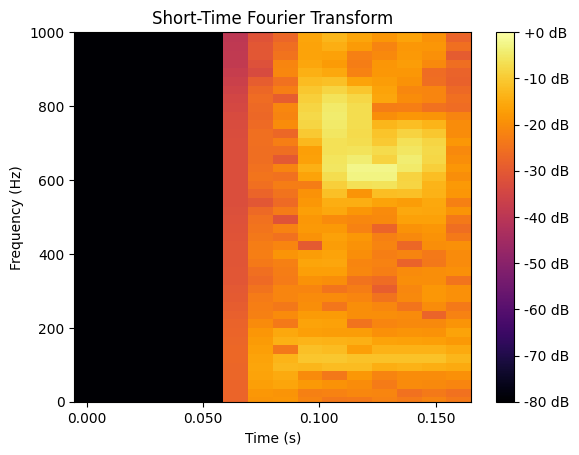 Short-Time Fourier Transform
1000
800
600
400
200
0
Frequency (Hz)
0.000
0.050
0.100
0.150
Time (s)
+0 dB
-10 dB
-20 dB
-30 dB
-40 dB
-50 dB
-60 dB
-70 dB
-80 dB